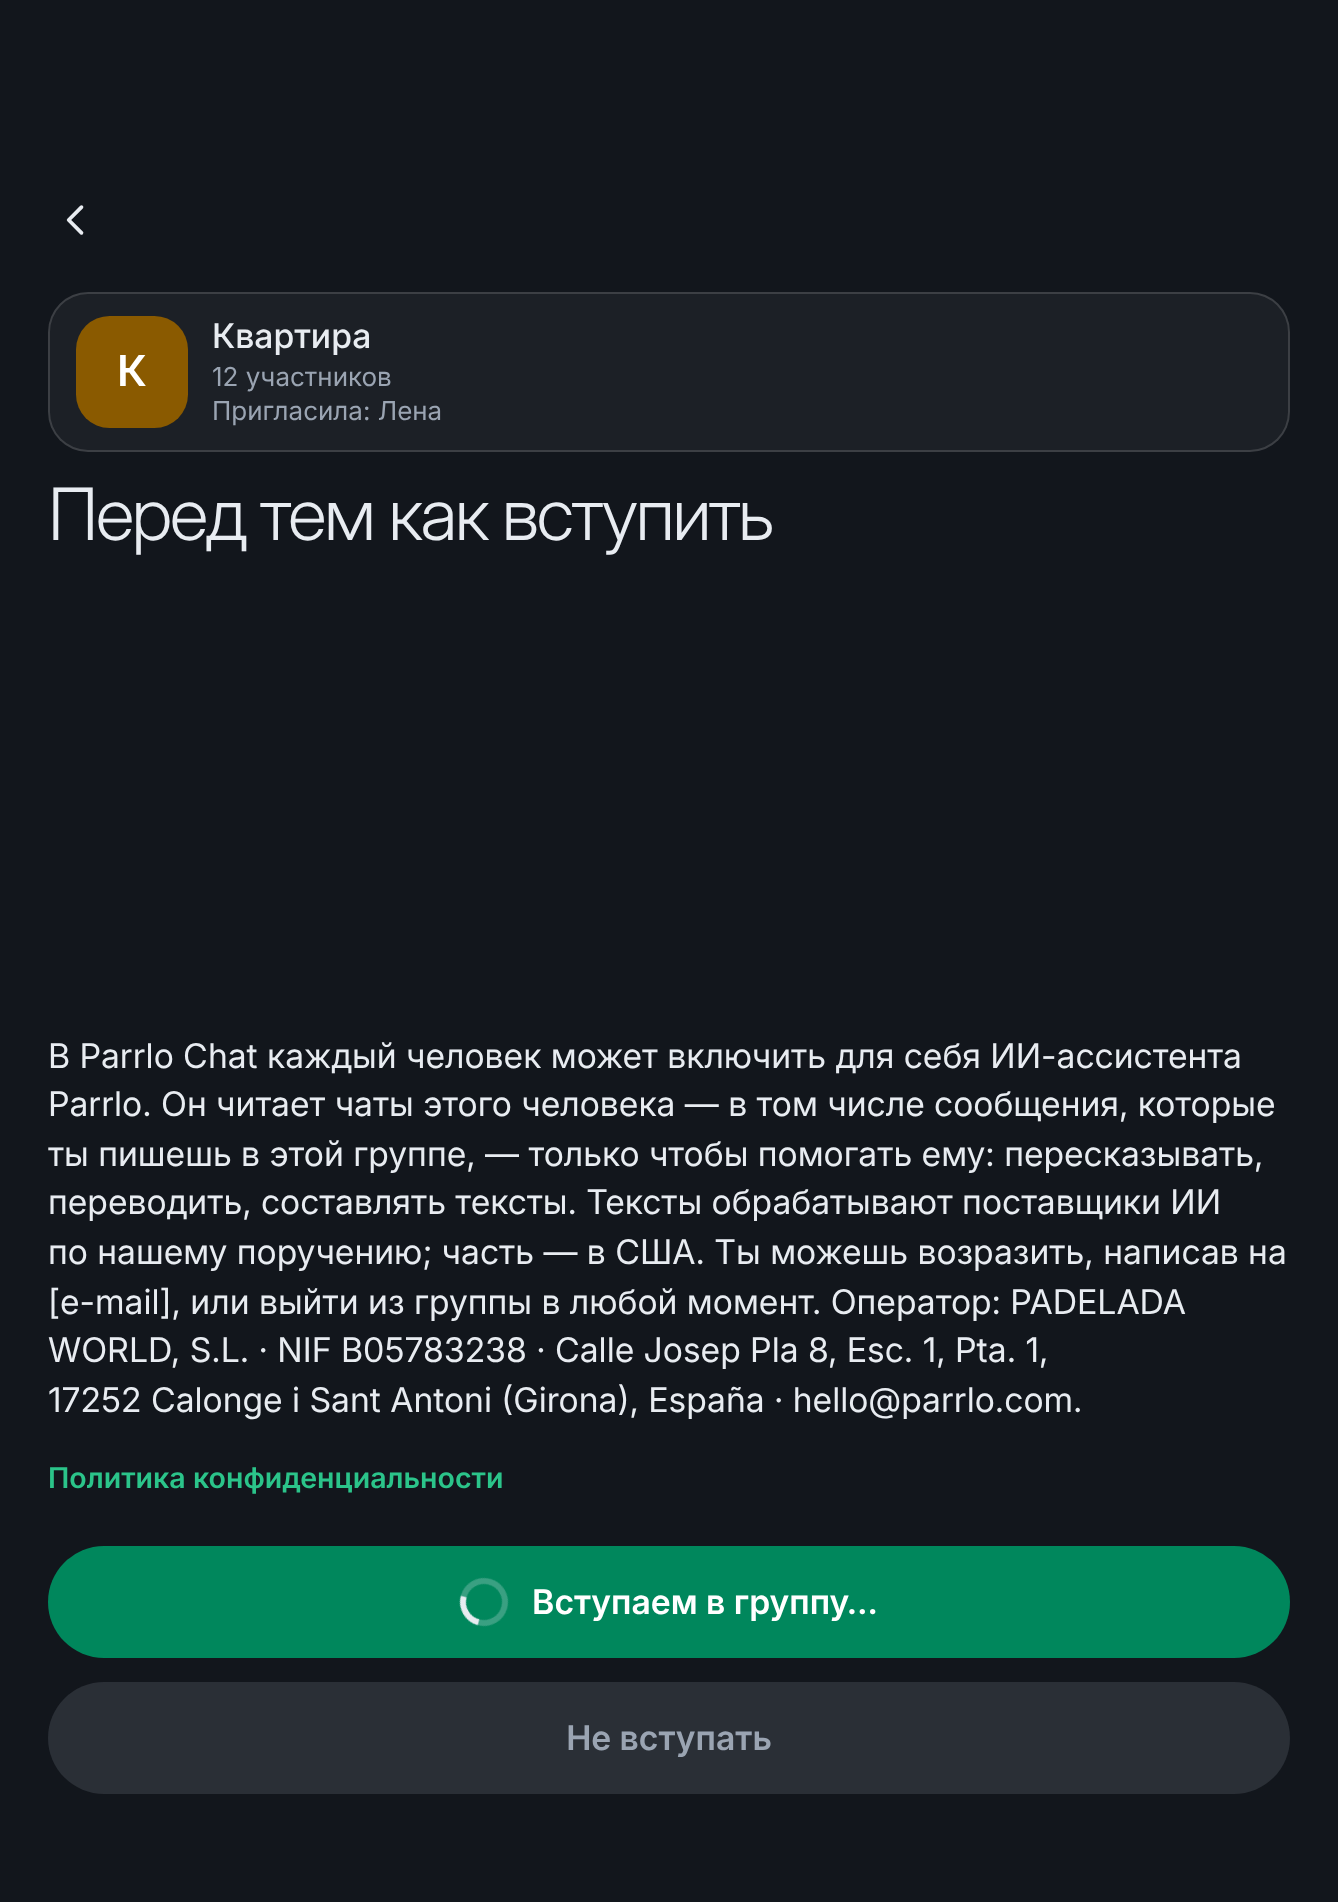 К
Квартира
12 участников
Пригласила: Лена
Перед тем как вступить
В Parrlo Chat каждый человек может включить для себя ИИ-ассистента
Parrlo. Он читает чаты этого человека — в том числе сообщения, которые
ты пишешь в этой группе, — только чтобы помогать ему: пересказывать,
переводить, составлять тексты. Тексты обрабатывают поставщики ИИ
по нашему поручению; часть — в США. Ты можешь возразить, написав на
[e-mail], или выйти из группы в любой момент. Оператор: PADELADA
WORLD, S.L. · NIF B05783238 · Calle Josep Pla 8, Esc. 1, Pta. 1,
17252 Calonge i Sant Antoni (Girona), España · hello@parrlo.com.
Политика конфиденциальности
Вступаем в группу...
Не вступать